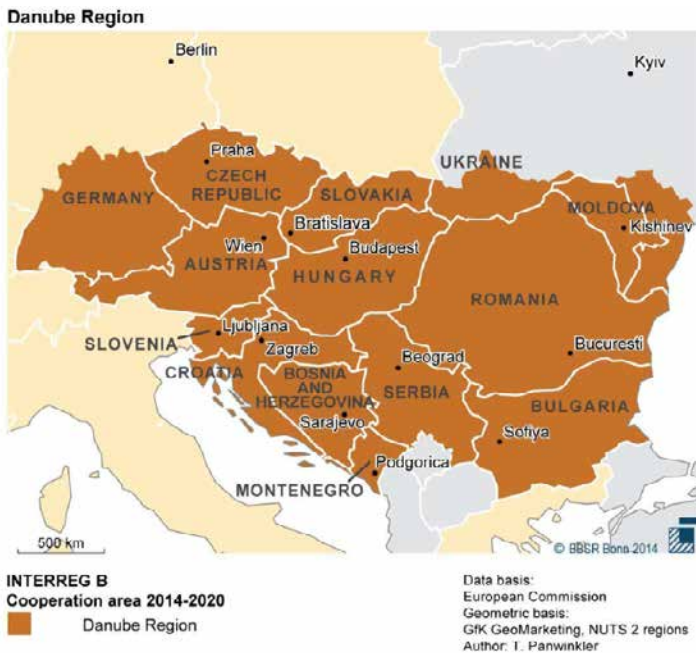 Danube Region
Berlin
Kyiv
Praha
UKRAINE
CZECH
REPUBLIC
GERMANY
SLOVAKIA
MOLDOVA
Bratislava
Kishinev
Wien
Budapest
AUSTRIA
HUNGARY
ROMANIA
Ljubljana
SLOVENIA
Zagreb
Bucuresti
Beograd
CROATIA
BOSNIA
AND
HERZEGOVINA
SERBIA
BULGARIA
Sarajevo
Sofiya
Podgorica
MONTENEGRO
500 km
© BBSR Bonn 2014
INTERREG B
Cooperation area 2014-2020
Danube Region
Data basis:
European Commission
Geometric basis:
GfK GeoMarketing, NUTS 2 regions
Author: T. Panwinkler